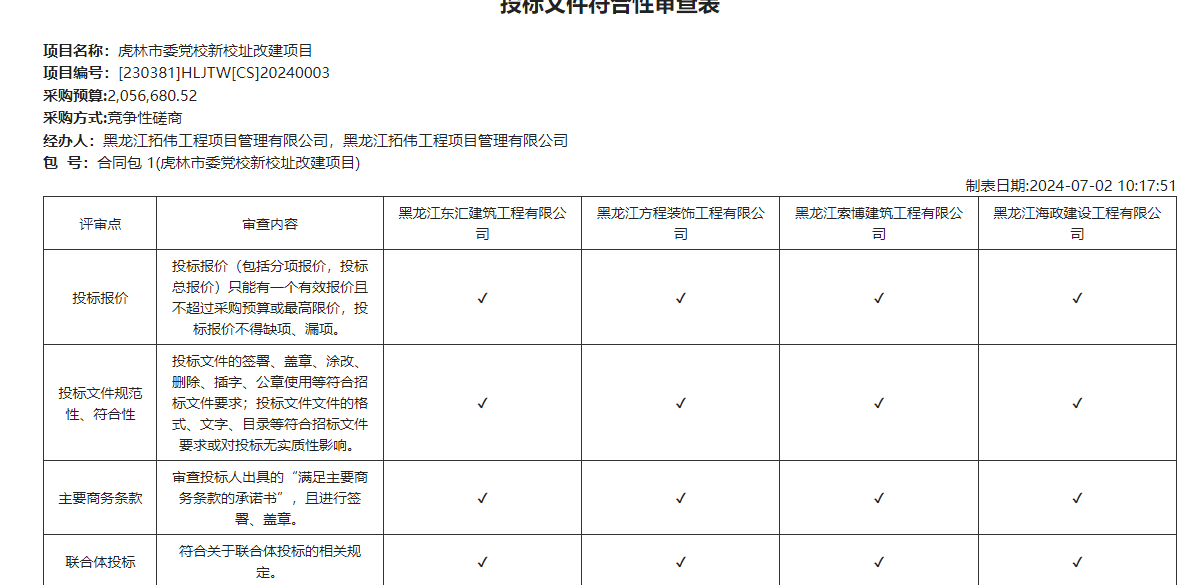 投标文件符合性审查表
项目名称：虎林市委党校新校址改建项目
项目编号：[230381]HLJTW[CS]20240003
采购预算:2,056,680.52
采购方式:竞争性磋商
经办人：黑龙江拓伟工程项目管理有限公司，黑龙江拓伟工程项目管理有限公司
包 号：合同包 1(虎林市委党校新校址改建项目)
制表日期:2024-07-02 10:17:51
评审点
审查内容
黑龙江东汇建筑工程有限公
司
黑龙江方程装饰工程有限公
司
黑龙江索博建筑工程有限公
司
黑龙江海政建设工程有限公
司
投标报价
投标报价（包括分项报价，投标
总报价）只能有一个有效报价且
不超过采购预算或最高限价，投
标报价不得缺项、漏项。
✓ ✓ ✓ ✓
投标文件规范
性、符合性
投标文件的签署、盖章、涂改、
删除、插字、公章使用等符合招
标文件要求；投标文件文件的格
式、文字、目录等符合招标文件
要求或对投标无实质性影响。
✓ ✓ ✓ ✓
主要商务条款
审查投标人出具的“满足主要商
务条款的承诺书”，且进行签
署、盖章。
✓ ✓ ✓ ✓
联合体投标
符合关于联合体投标的相关规
定。
✓ ✓ ✓ ✓